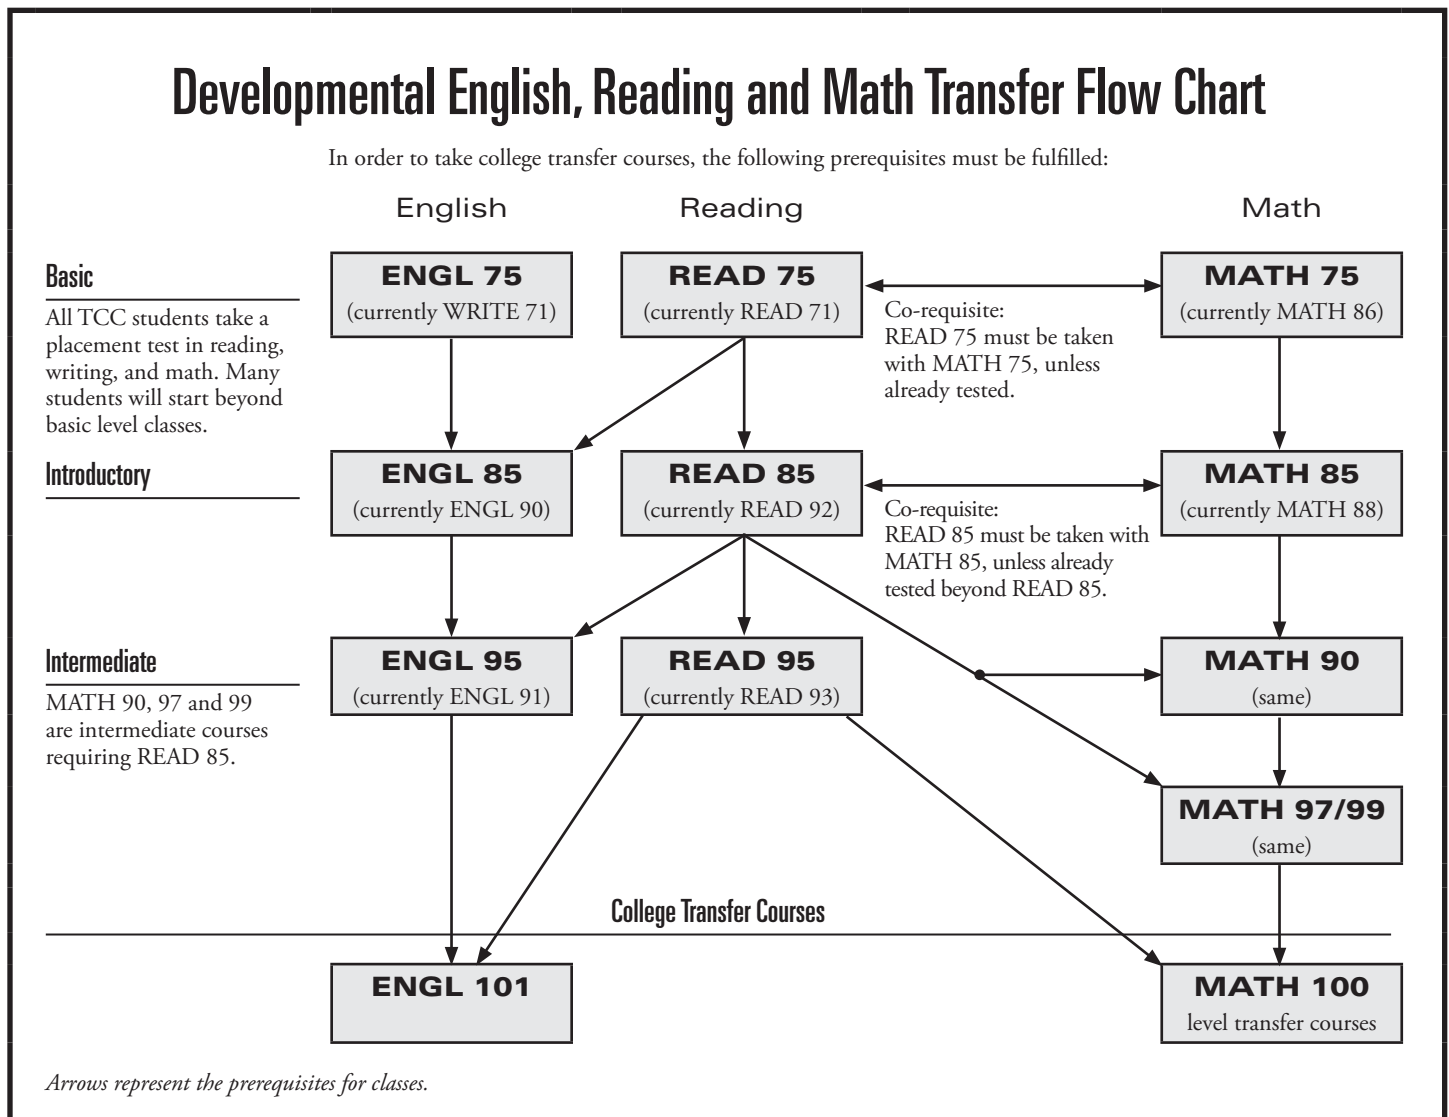 Developmental English, Reading and Math Transfer Flow Chart
In order to take college transfer courses, the following prerequisites must be fulfilled:
English
Reading
Math
Basic
All TCC students take a
placement test in reading,
writing, and math. Many
students will start beyond
basic level classes.
ENGL 75
(currently WRITE 71)
READ 75
(currently READ 71)
Co-requisite:
READ 75 must be taken
with MATH 75, unless
already tested.
MATH 75
(currently MATH 86)
Introductory
ENGL 85
(currently ENGL 90)
READ 85
(currently READ 92)
Co-requisite:
READ 85 must be taken with
MATH 85, unless already
tested beyond READ 85.
MATH 85
(currently MATH 88)
Intermediate
MATH 90, 97 and 99
are intermediate courses
requiring READ 85.
ENGL 95
(currently ENGL 91)
READ 95
(currently READ 93)
MATH 90
(same)
MATH 97/99
(same)
College Transfer Courses
ENGL 101
MATH 100
level transfer courses
Arrows represent the prerequisites for classes.